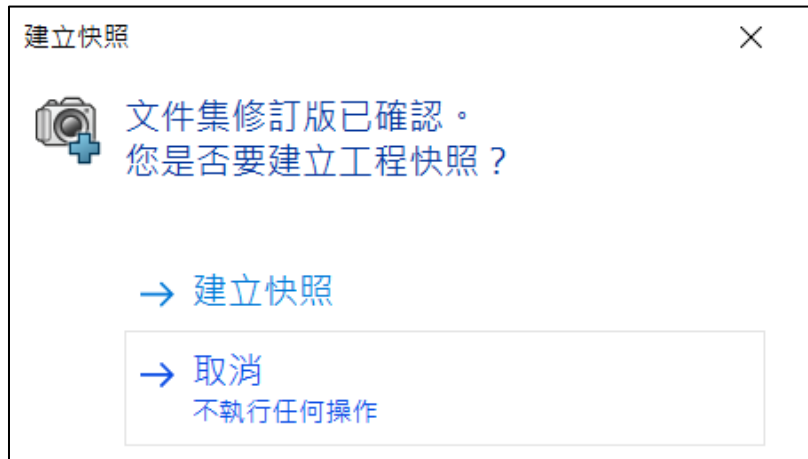 建立快照
文件集修訂版已確認。
您是否要建立工程快照？
建立快照
取消
不執行任何操作